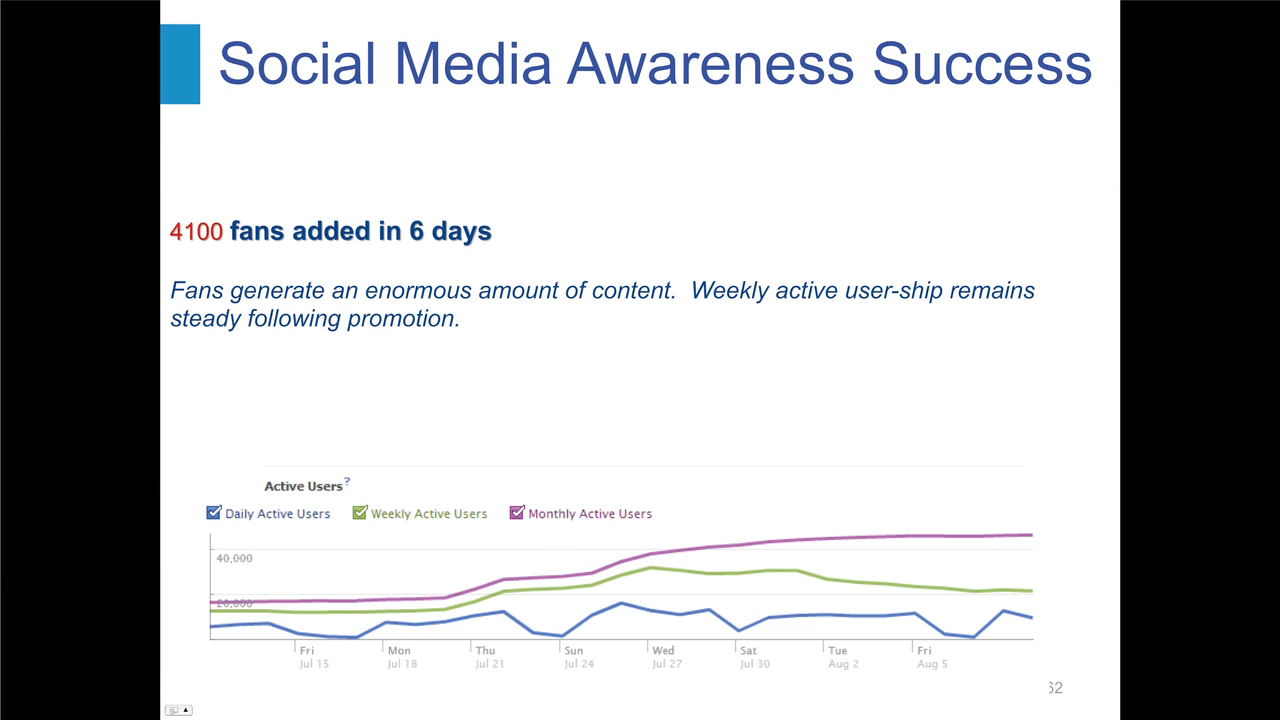 Social Media Awareness Success
4100 fans added in 6 days
Fans generate an enormous amount of content.  Weekly active user-ship remains
steady following promotion.
Active Users?
Daily Active Users Weekly Active Users Monthly Active Users
40,000
20,000
Fri Mon Thu Sun Wed Sat Tue Fri
Jul 15 Jul 18 Jul 21 Jul 24 Jul 27 Jul 30 Aug 2 Aug 5
62